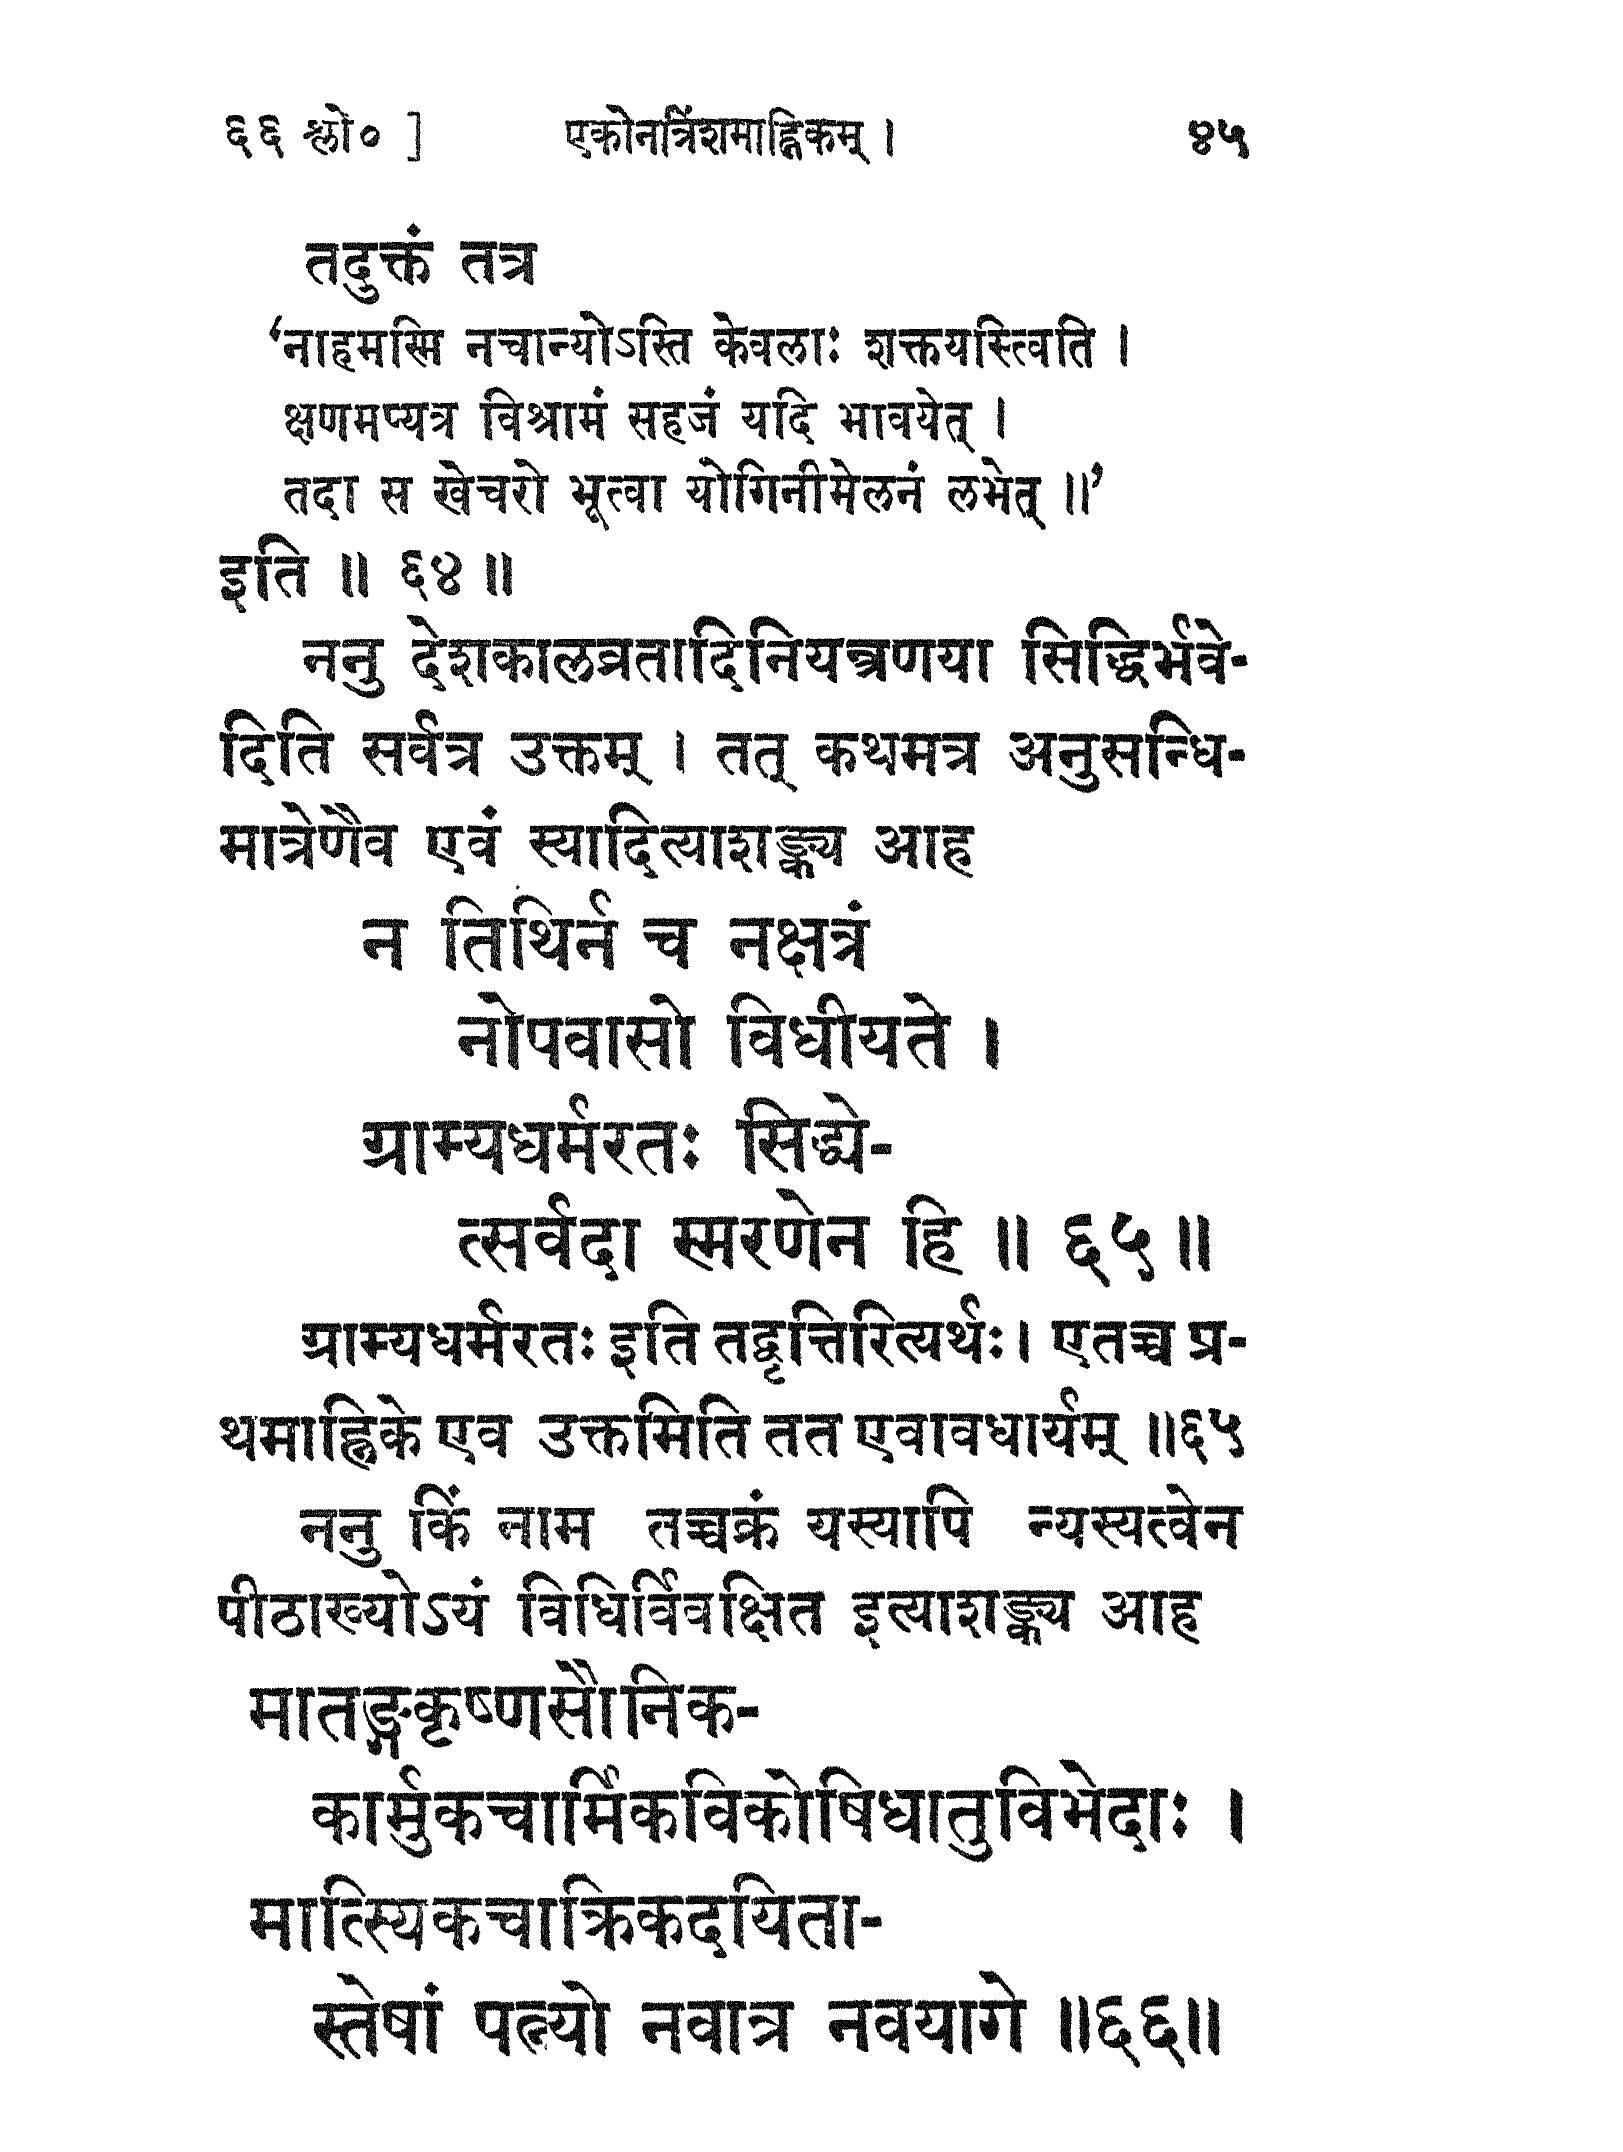 ६६ श्लो० ] एकोनत्रिंशमाह्निकम् । ४५
तदुक्तं तत्र
‘नाहमस्मि नचान्योऽस्ति केवलाः शक्तयस्त्विति ।
क्षणमप्यत्र विश्रामं सहजं यदि भावयेत् ।
तदा स खेचरो भूत्वा योगिनीमेलनं लभेत् ॥’
इति ॥ ६४ ॥
ननु देशकालव्रतादिनियन्त्रणया सिद्धिर्भवे-
दिति सर्वत्र उक्तम् । तत् कथमत्र अनुसन्धि-
मात्रेणैव एवं स्यादित्याशङ्क्य आह
न तिथिर्न च नक्षत्रं
नोपवासो विधीयते ।
ग्राम्यधर्मरतः सिद्ध्ये-
त्सर्वदा स्मरणेन हि ॥ ६५ ॥
ग्राम्यधर्मरतः इति तद्वृत्तिरित्यर्थः। एतच्च प्र-
थमाह्निके एव उक्तमिति तत एवावधार्यम् ॥६५
ननु किं नाम तच्चक्रं यस्यापि न्यस्यत्वेन
पीठाख्योऽयं विधिर्विवक्षित इत्याशङ्क्य आह
मातङ्गकृष्णसौनिक-
कार्मुकचार्मिकविकोषिधातुविभेदाः ।
मात्स्यिकचाक्रिकदयिता-
स्तेषां पत्न्यो नवात्र नवयागे ॥६६॥